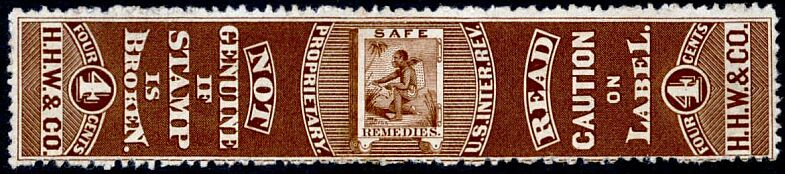 H.H.W. & CO.
FOUR
4
CENTS
NOT
GENUINE
IF
STAMP
IS
BROKEN.
PROPRIETARY.
SAFE
REMEDIES.
U.S. INTER. REV.
READ
CAUTION
ON
LABEL.
CENTS
4
FOUR
H.H.W. & CO.